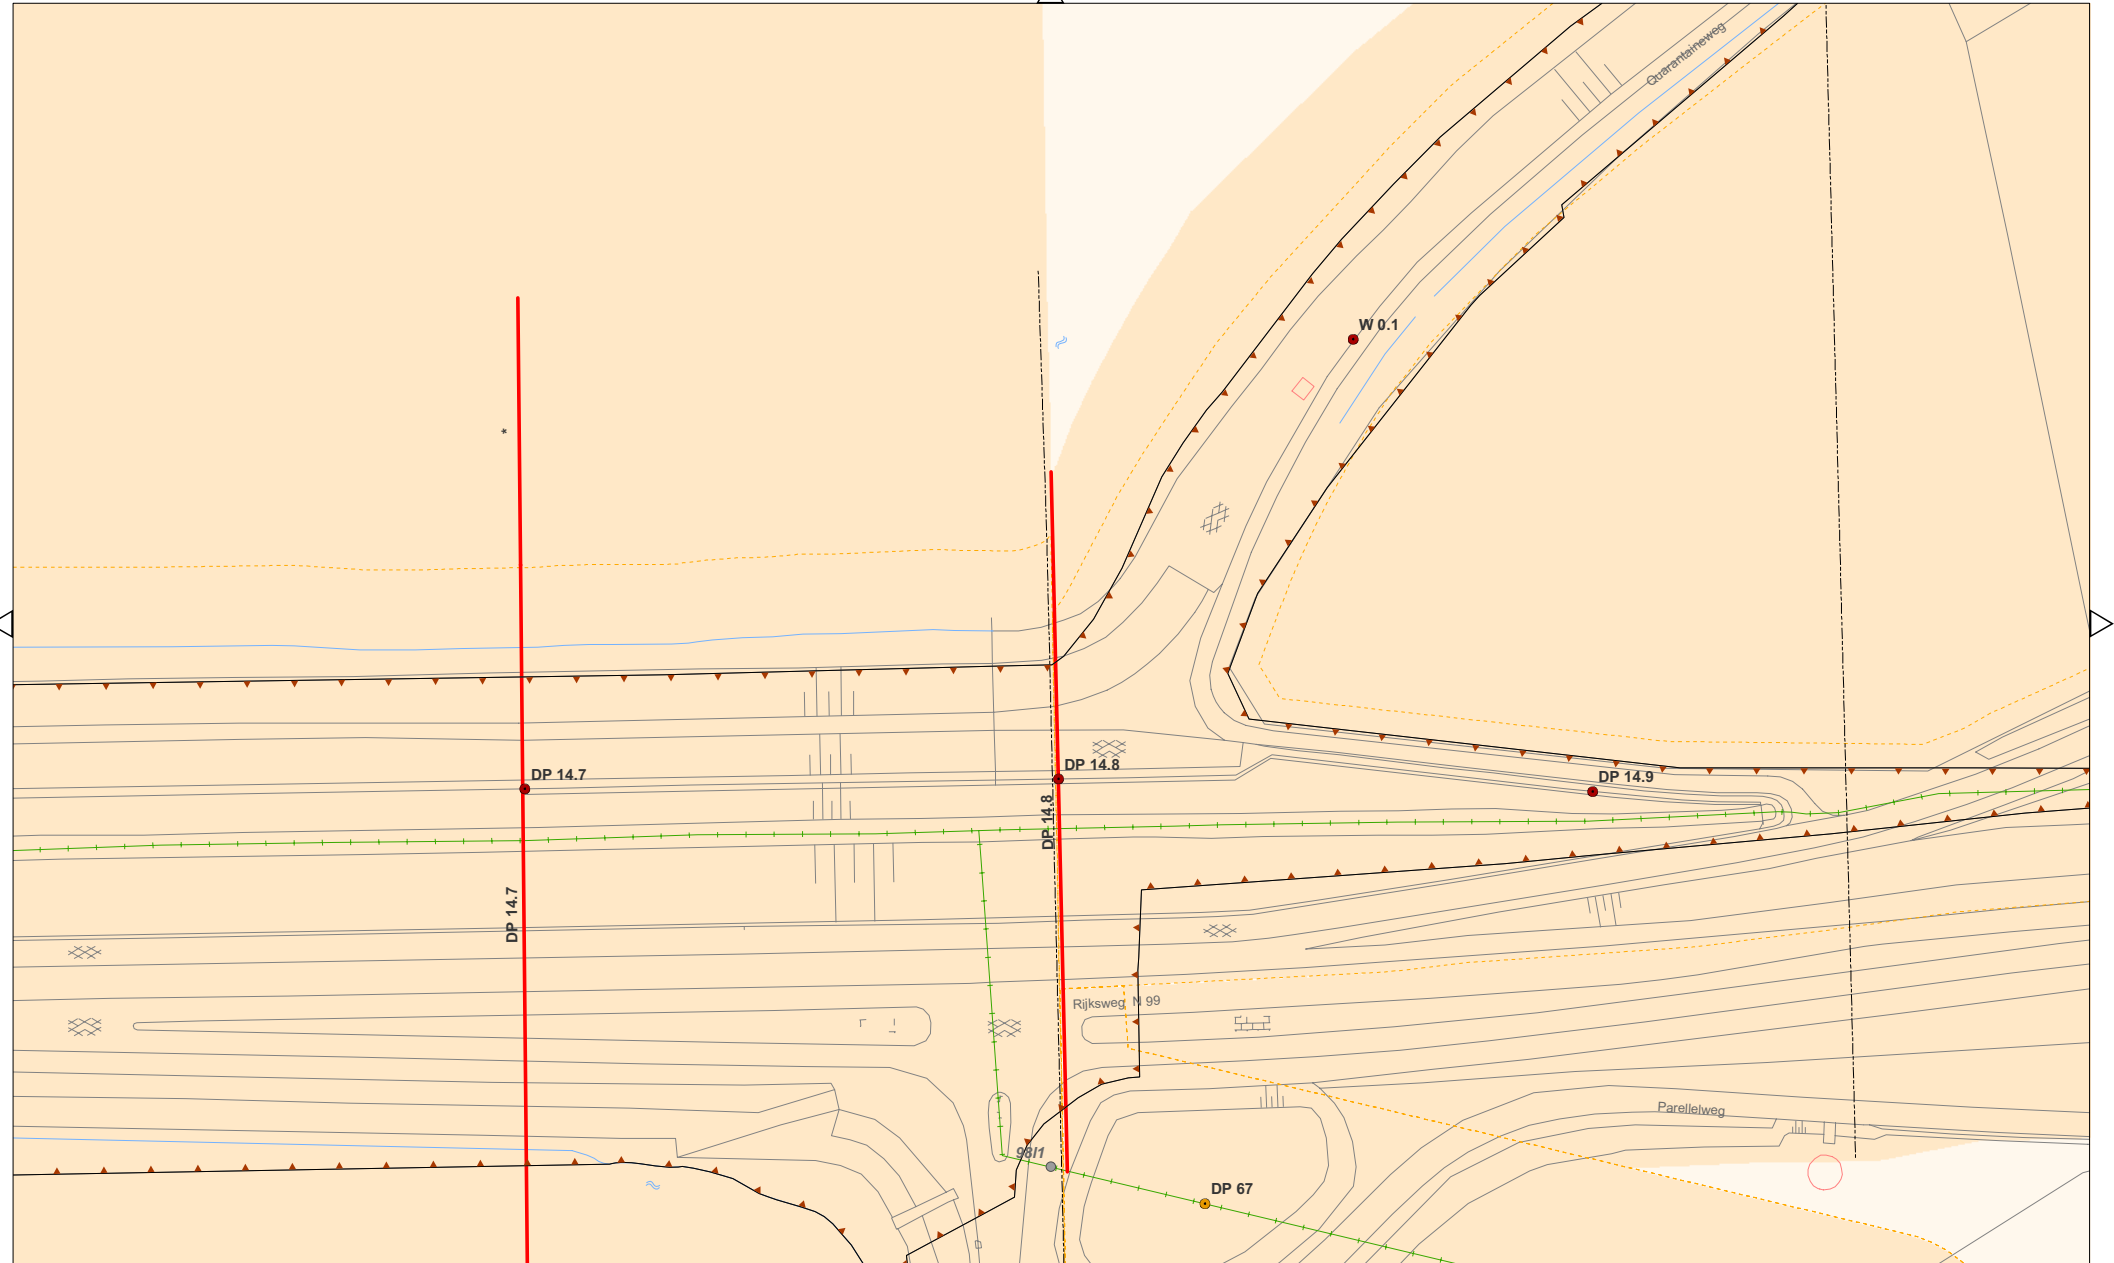 Quarantaineweg
W 0.1
*
DP 14.7
DP 14.8
DP 14.9
DP 14.8
DP 14.7
Rijksweg N 99
Parellelweg
98I1
DP 67